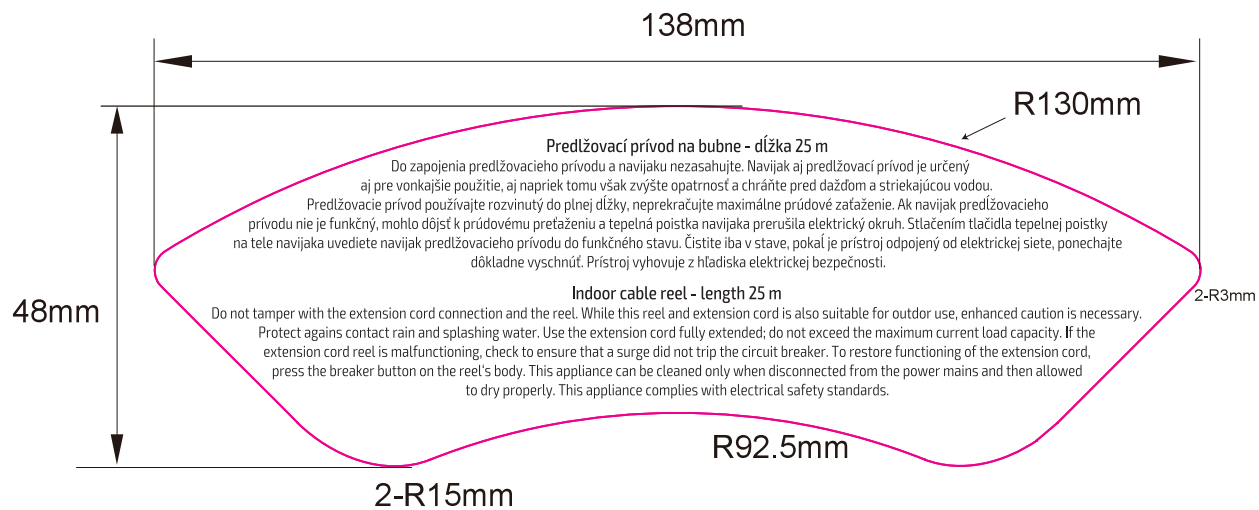 138mm
R130mm
Predlžovací prívod na bubne - dĺžka 25 m
Do zapojenia predlžovacieho prívodu a navijaku nezasahujte. Navijak aj predlžovací prívod je určený
aj pre vonkajšie použitie, aj napriek tomu však zvýšte opatrnosť a chráňte pred dažďom a striekajúcou vodou.
Predlžovacie prívod používajte rozvinutý do plnej dĺžky, neprekračujte maximálne prúdové zaťaženie. Ak navijak predlžovacieho
prívodu nie je funkčný, mohlo dôjsť k prúdovému preťaženiu a tepelná poistka navijaka prerušila elektrický okruh. Stlačením tlačidla tepelnej poistky
na tele navijaka uvediete navijak predlžovacieho prívodu do funkčného stavu. Čistite iba v stave, pokaĺ je prístroj odpojený od elektrickej siete, ponechajte
dôkladne vyschnúť. Prístroj vyhovuje z hľadiska elektrickej bezpečnosti.
48mm
2-R3mm
Indoor cable reel - length 25 m
Do not tamper with the extension cord connection and the reel. While this reel and extension cord is also suitable for outdor use, enhanced caution is necessary.
Protect agains contact rain and splashing water. Use the extension cord fully extended; do not exceed the maximum current load capacity. If the
extension cord reel is malfunctioning, check to ensure that a surge did not trip the circuit breaker. To restore functioning of the extension cord,
press the breaker button on the reel's body. This appliance can be cleaned only when disconnected from the power mains and then allowed
to dry properly. This appliance complies with electrical safety standards.
R92.5mm
2-R15mm